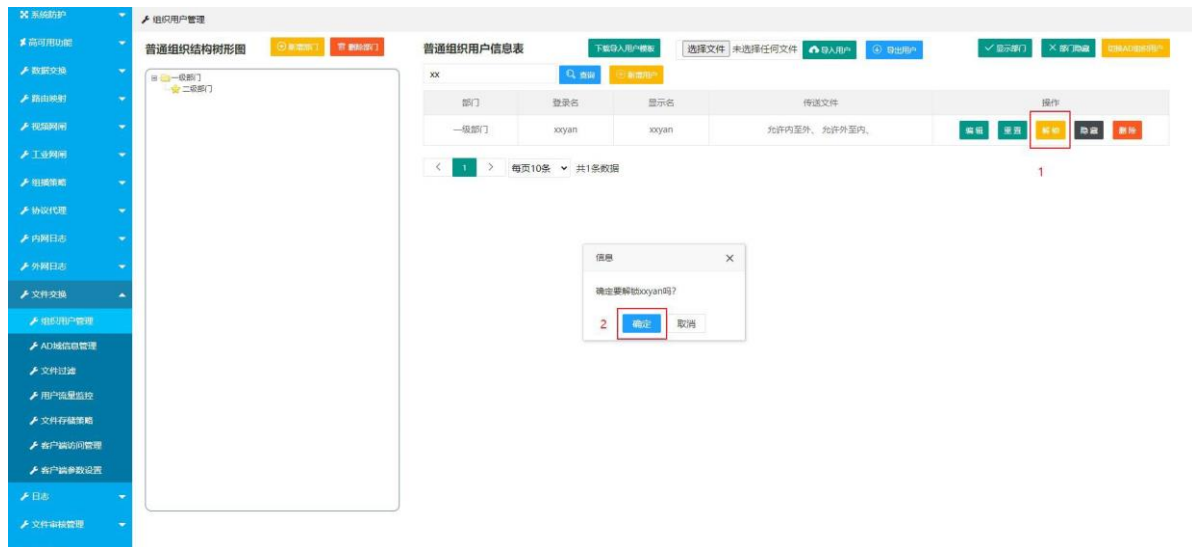 系统防护
高可用功能
数据交换
路由映射
视频网闸
工业网闸
组播策略
协议代理
内网日志
外网日志
文件交换
组织用户管理
AD域信息管理
文件过滤
用户流量监控
文件存储策略
客户端访问管理
客户端参数设置
日志
文件审核管理
组织用户管理
普通组织结构树形图 新增部门 删除部门
一级部门
二级部门
普通组织用户信息表 下载导入用户模板 选择文件 未选择任何文件 导入用户 导出用户 显示部门 部门隐藏 切换AD组织用户
xx 查询 新增用户
部门 登录名 显示名 传送文件 操作
一级部门 xxyan xxyan 允许内至外、 允许外至内、 编辑 重置 解锁 隐藏 删除
1
1 每页10条 共1条数据
信息
确定要解锁xxyan吗?
2 确定 取消